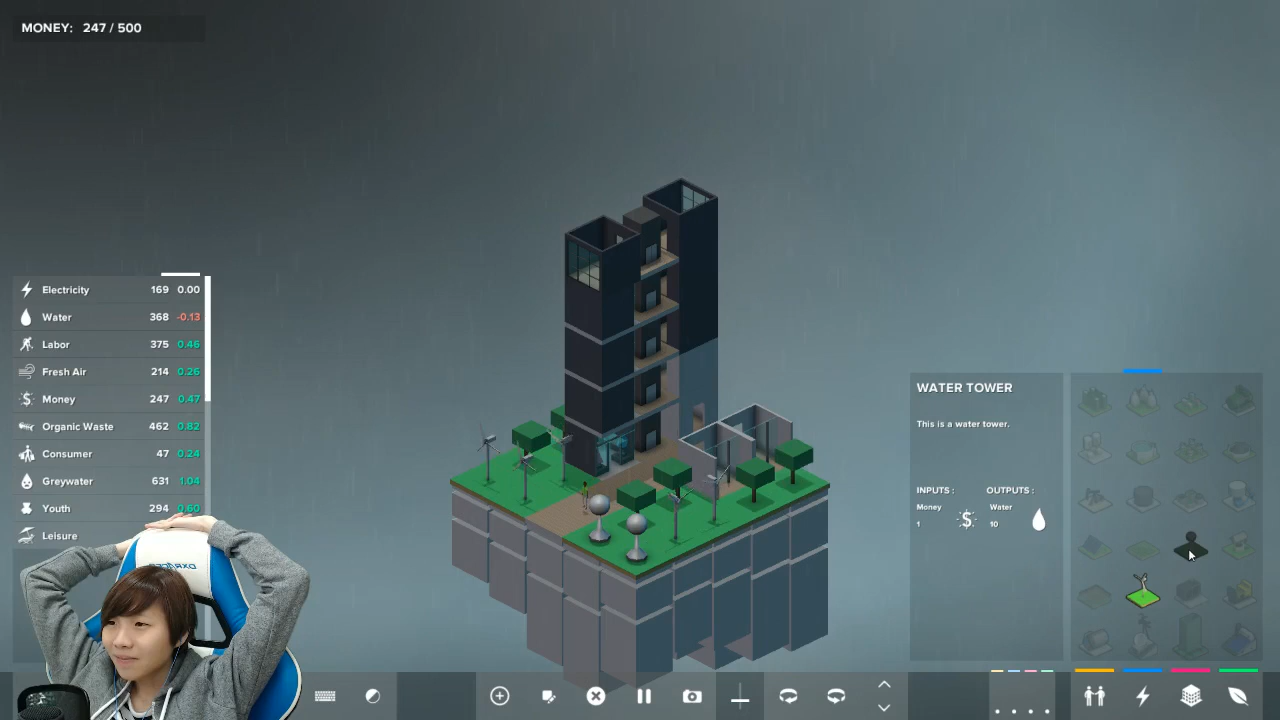 MONEY: 247 / 500
Electricity 169 0.00
Water 368 -0.13
Labor 375 0.46
Fresh Air 214 0.26
Money 247 0.47
Organic Waste 462 0.82
Consumer 47 0.24
Greywater 631 1.04
Youth 294 0.60
Leisure
WATER TOWER
This is a water tower.
INPUTS : OUTPUTS :
Money Water
1 10